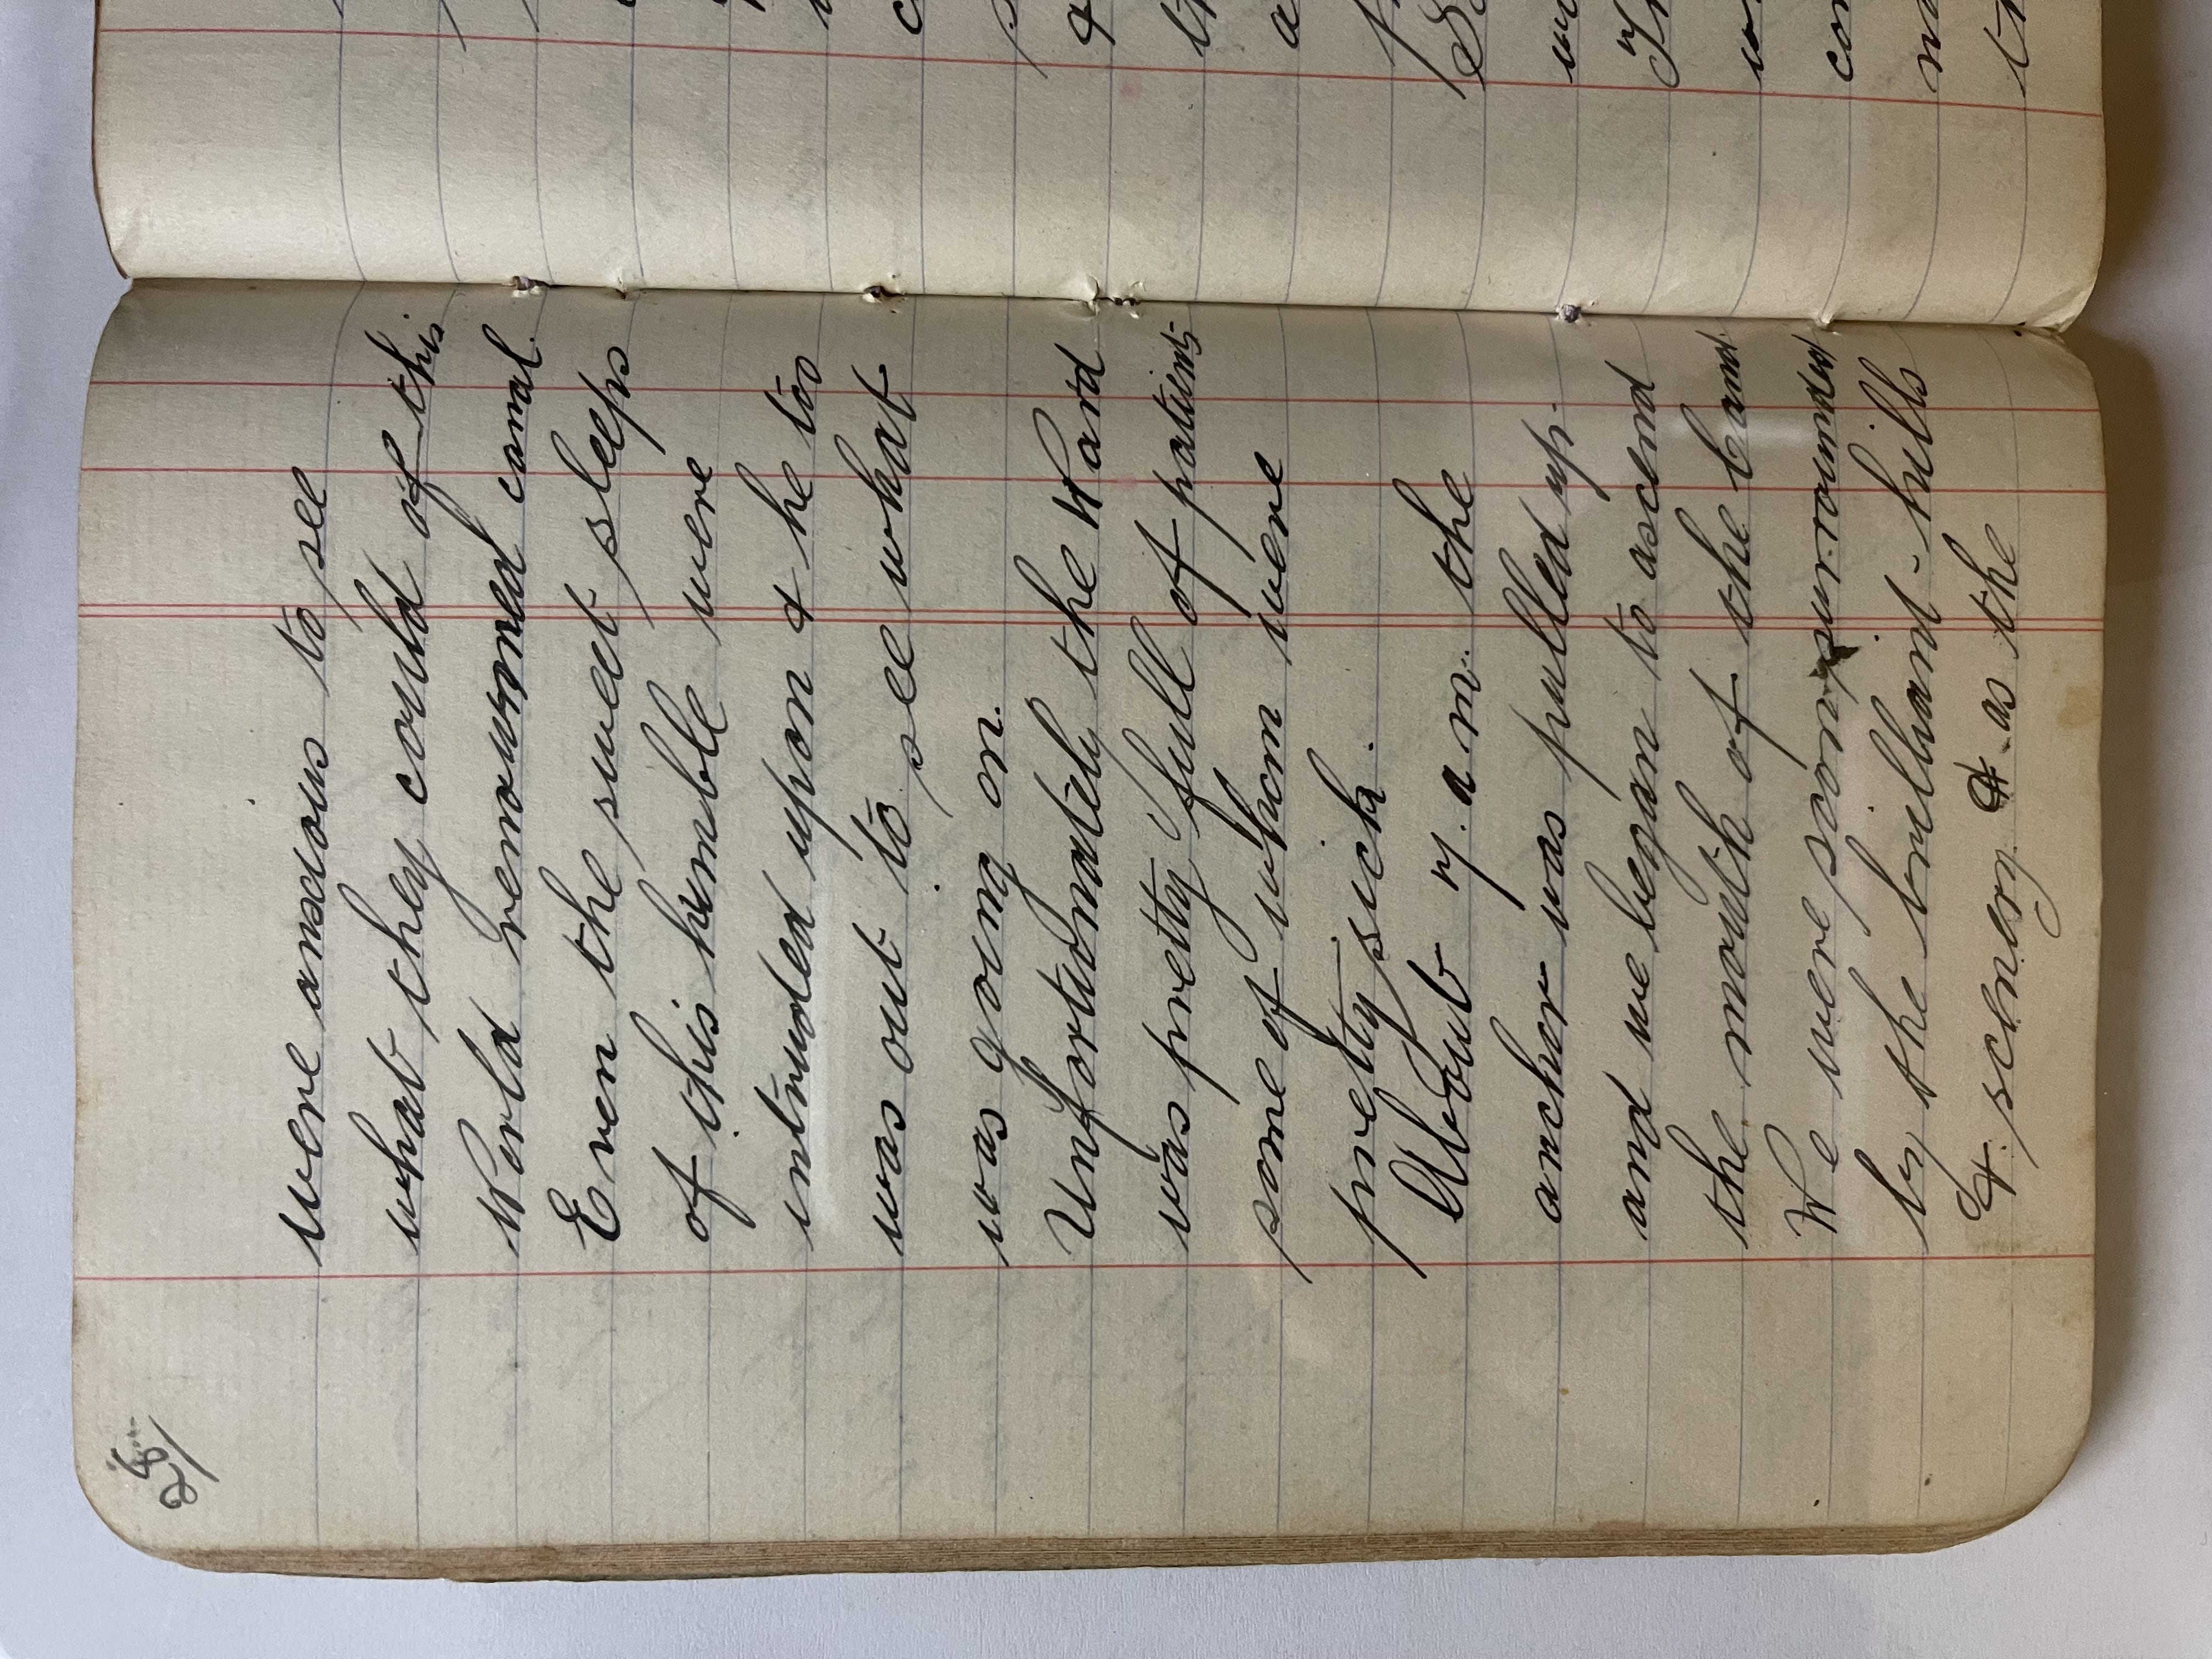 28
were anxious to see
what they could of this
World renowned canal.
Even the sweet sleeps
of this humble were
intruded upon & he too
was out to see what
was going on.
Unfortunately the Ward
was pretty full of patients
some of whom were
pretty sick.
About 7. a m. the
anchor was pulled up
and we began to ascend
the mouth of the Canal
We were soon surrounded
by the brilliant - hills
& scenery. & as the